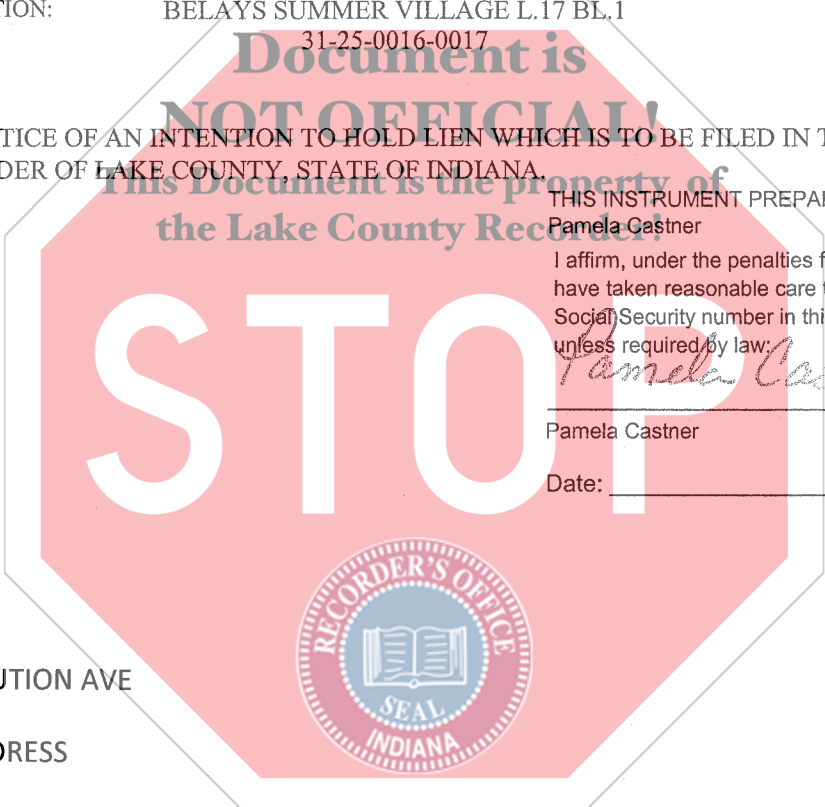 TION: BELAYS SUMMER VILLAGE L.17 BL.1
31-25-0016-0017
Document is
NOT OFFICIAL!
TICE OF AN INTENTION TO HOLD LIEN WHICH IS TO BE FILED IN T
DER OF LAKE COUNTY, STATE OF INDIANA.
This Document is the property of
the Lake County Recorder!
THIS INSTRUMENT PREPA
Pamela Castner
I affirm, under the penalties f
have taken reasonable care t
Social Security number in thi
unless required by law:
Pamela Cas
Pamela Castner
Date:
STOP
RECORDER'S OFFICE
SEAL
INDIANA
UTION AVE
DRESS